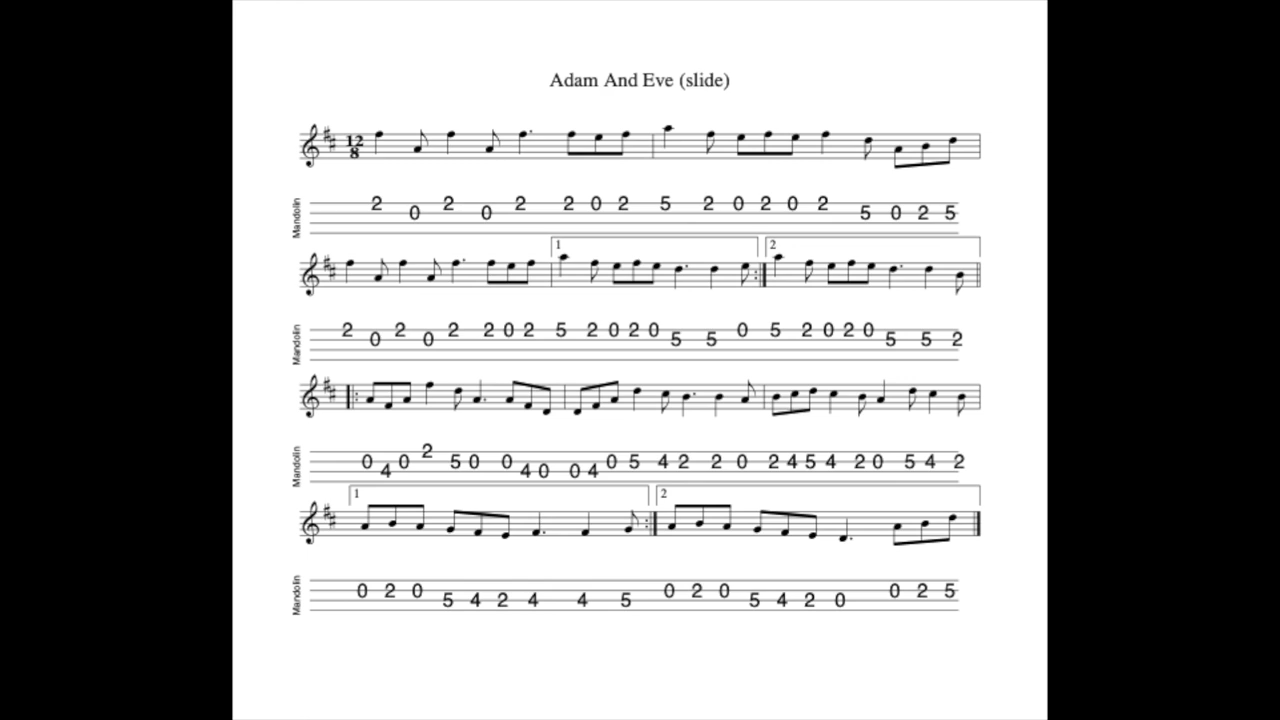 Adam And Eve (slide)
12
8
Mandolin 2 0 2 0 2 2 0 2 5 2 0 2 0 2 5 0 2 5
1 2
Mandolin 2 0 2 0 2 2 0 2 5 2 0 2 0 5 5 0 5 2 0 2 0 5 5 2
Mandolin 0 4 0 2 5 0 0 4 0 0 4 0 5 4 2 2 0 2 4 5 4 2 0 5 4 2
1 2
Mandolin 0 2 0 5 4 2 4 4 5 0 2 0 5 4 2 0 0 2 5